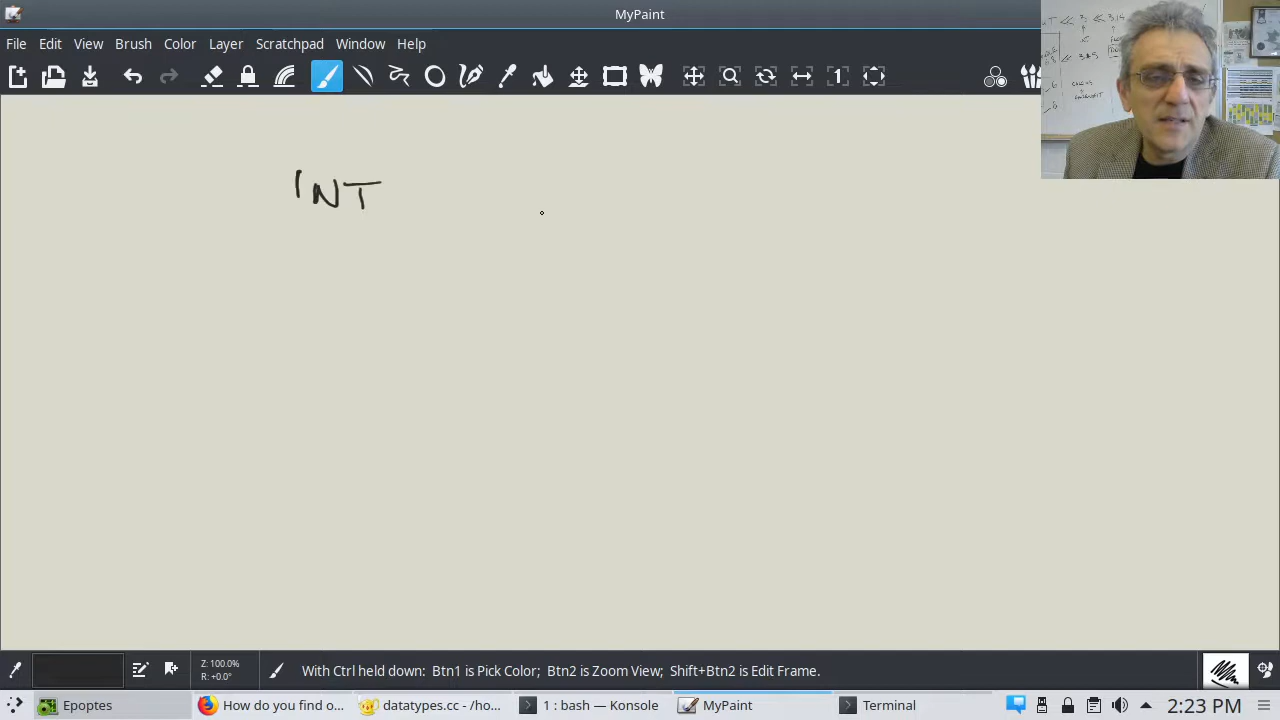 MyPaint
File Edit View Brush Color Layer Scratchpad Window Help
1
INT
Z: 100.0%
R: +0.0°
With Ctrl held down: Btn1 is Pick Color; Btn2 is Zoom View; Shift+Btn2 is Edit Frame.
Epoptes How do you find o... datatypes.cc - /ho... 1 : bash — Konsole MyPaint Terminal 2:23 PM